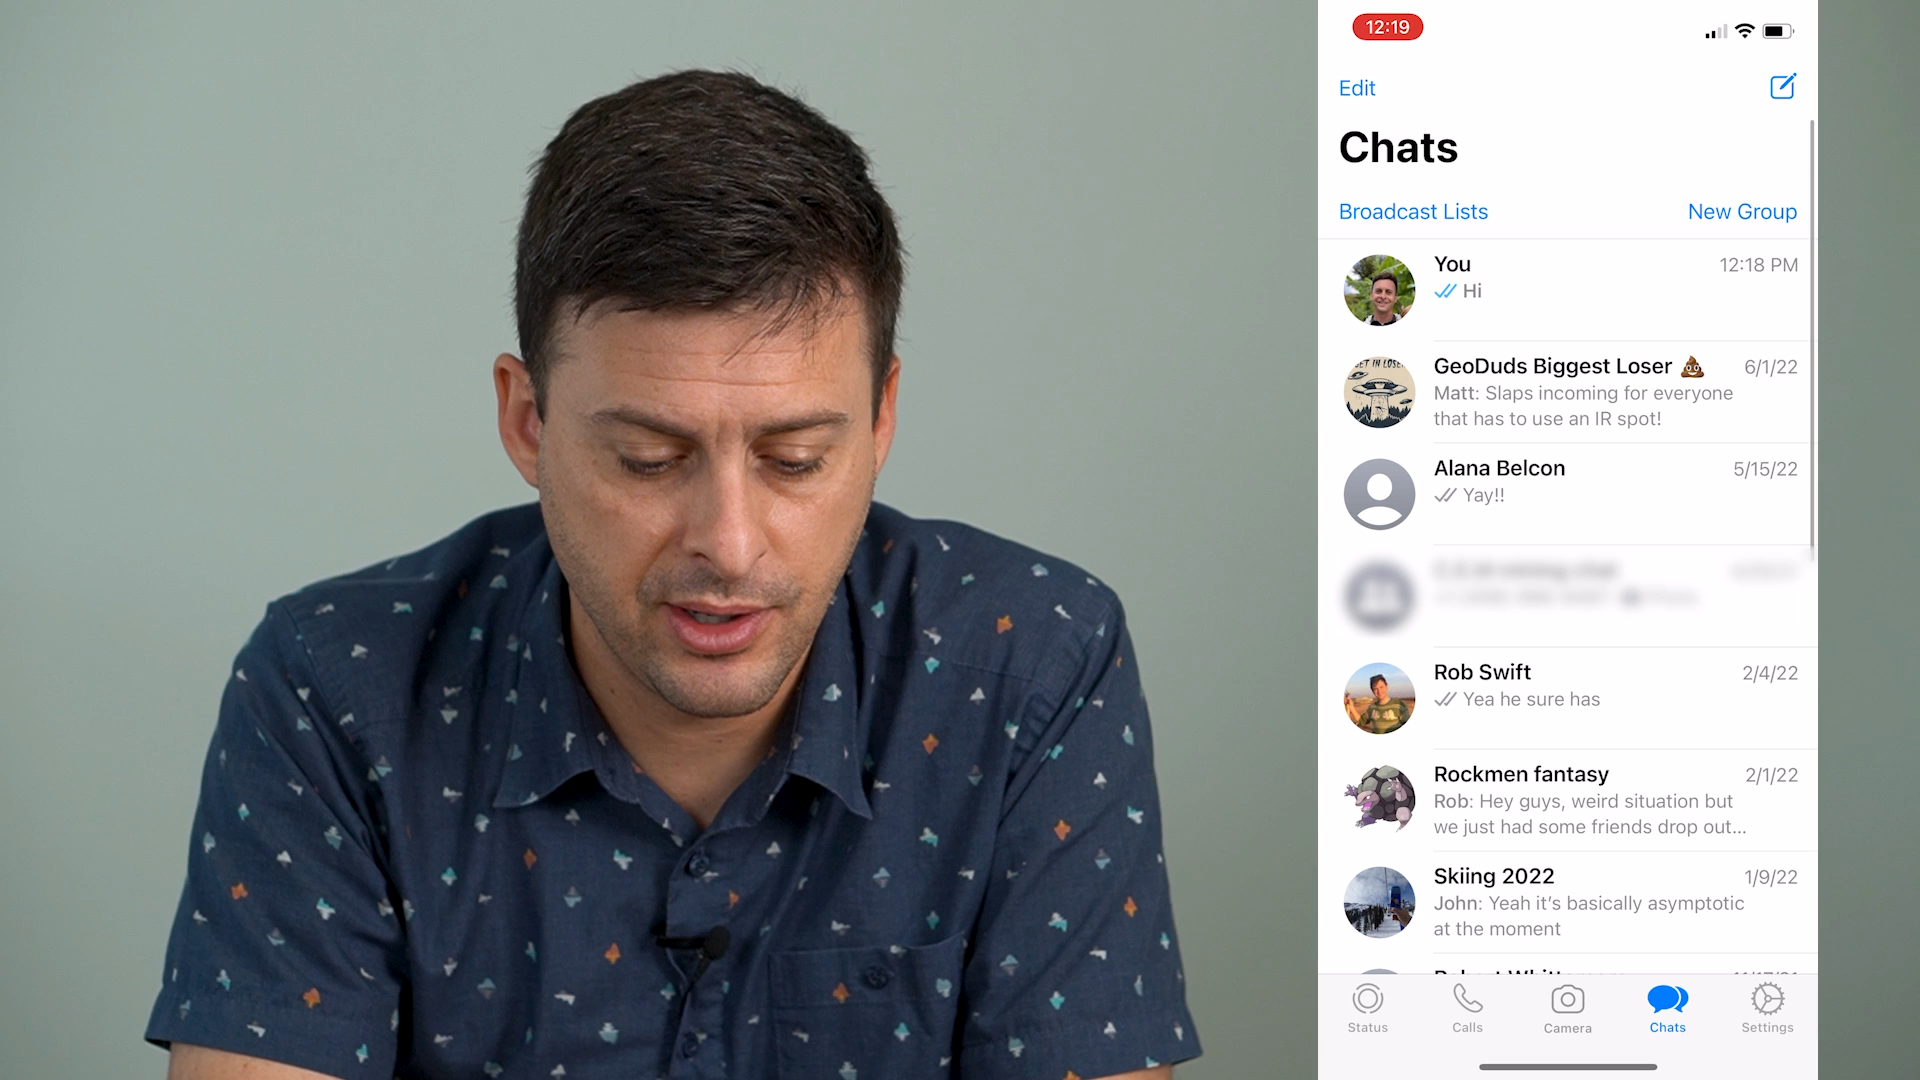 12:19
Edit
Chats
Broadcast Lists
New Group
You
12:18 PM
Hi
GET IN LOSE
GeoDuds Biggest Loser 💩
6/1/22
Matt: Slaps incoming for everyone
that has to use an IR spot!
Alana Belcon
5/15/22
Yay!!
Rob Swift
2/4/22
Yea he sure has
Rockmen fantasy
2/1/22
Rob: Hey guys, weird situation but
we just had some friends drop out...
Skiing 2022
1/9/22
John: Yeah it's basically asymptotic
at the moment
Status
Calls
Camera
Chats
Settings